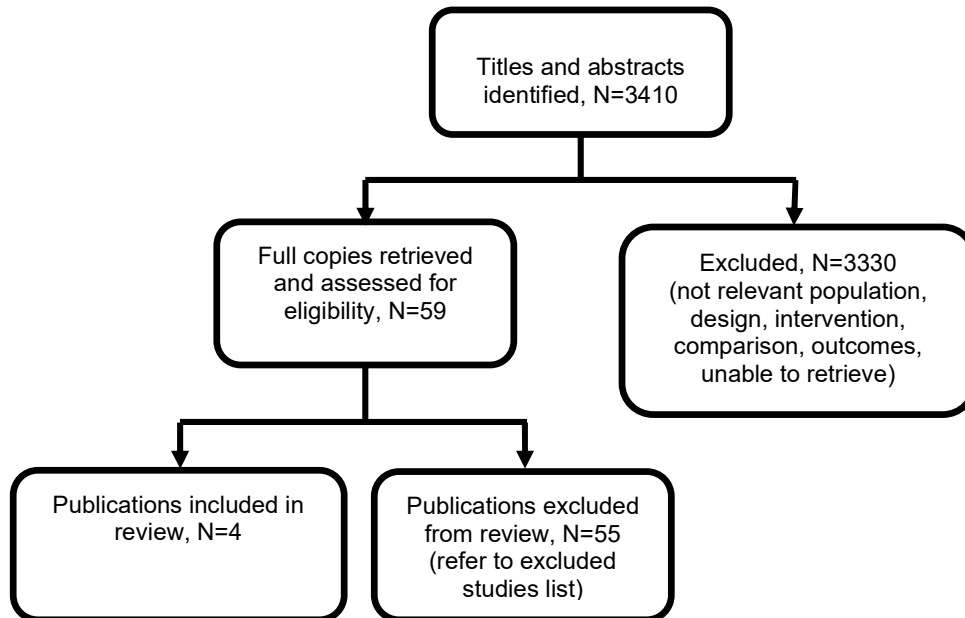 Titles and abstracts
identified, N=3410
Full copies retrieved
and assessed for
eligibility, N=59
Excluded, N=3330
(not relevant population,
design, intervention,
comparison, outcomes,
unable to retrieve)
Publications included in
review, N=4
Publications excluded
from review, N=55
(refer to excluded
studies list)